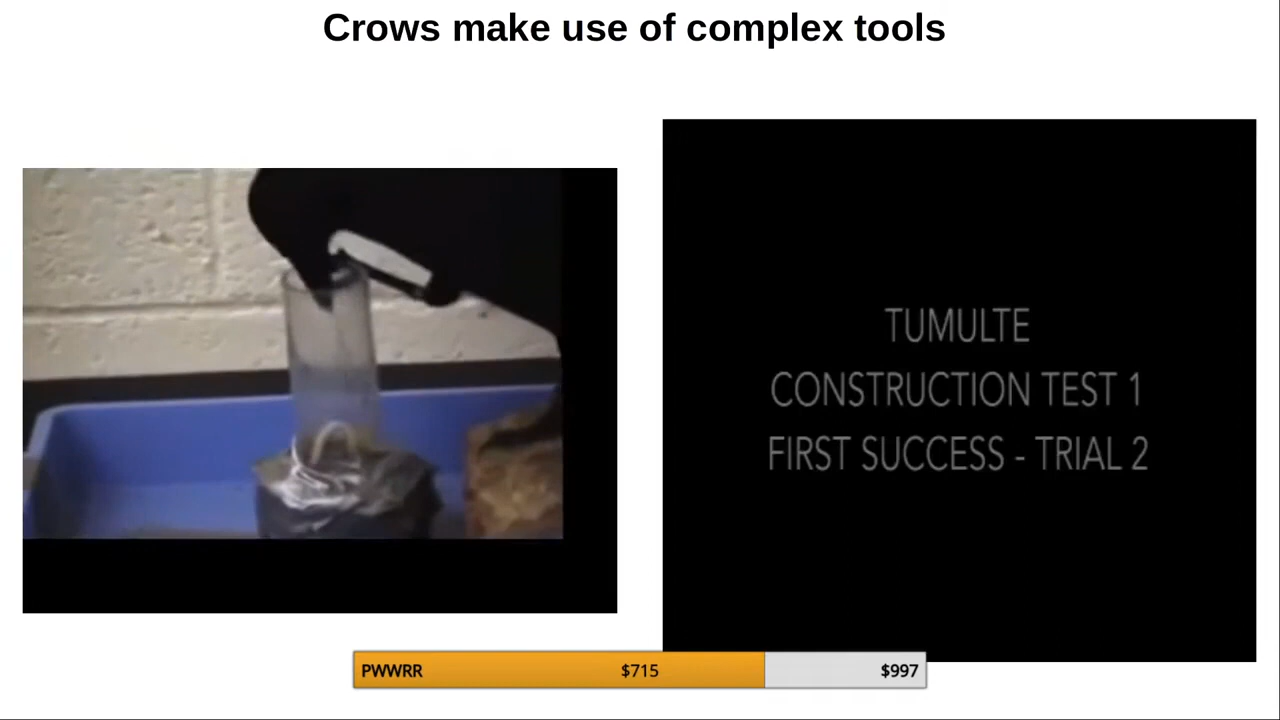 Crows make use of complex tools
TUMULTE
CONSTRUCTION TEST 1
FIRST SUCCESS - TRIAL 2
PWWRR $715 $997